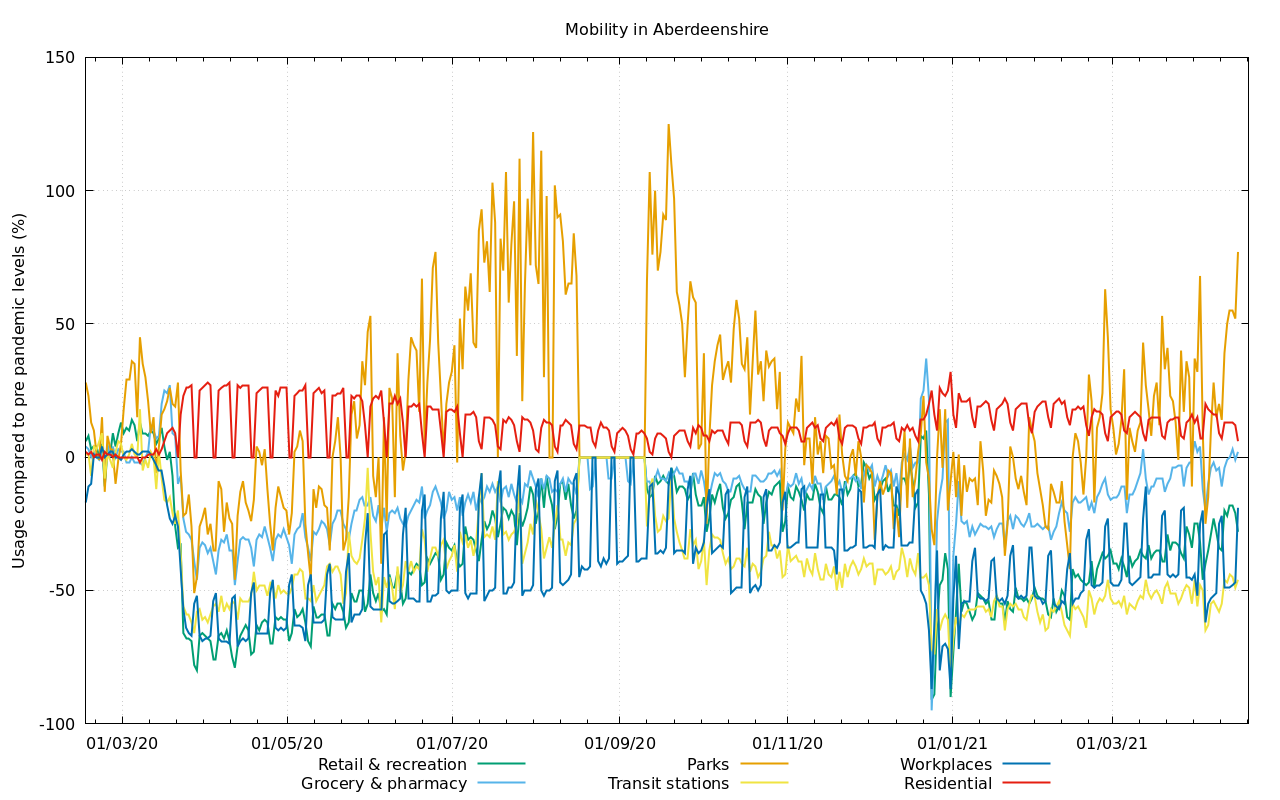 Mobility in Aberdeenshire
Usage compared to pre pandemic levels (%)
150
100
50
0
-50
-100
01/03/20 01/05/20 01/07/20 01/09/20 01/11/20 01/01/21 01/03/21
Retail & recreation Parks Workplaces
Grocery & pharmacy Transit stations Residential